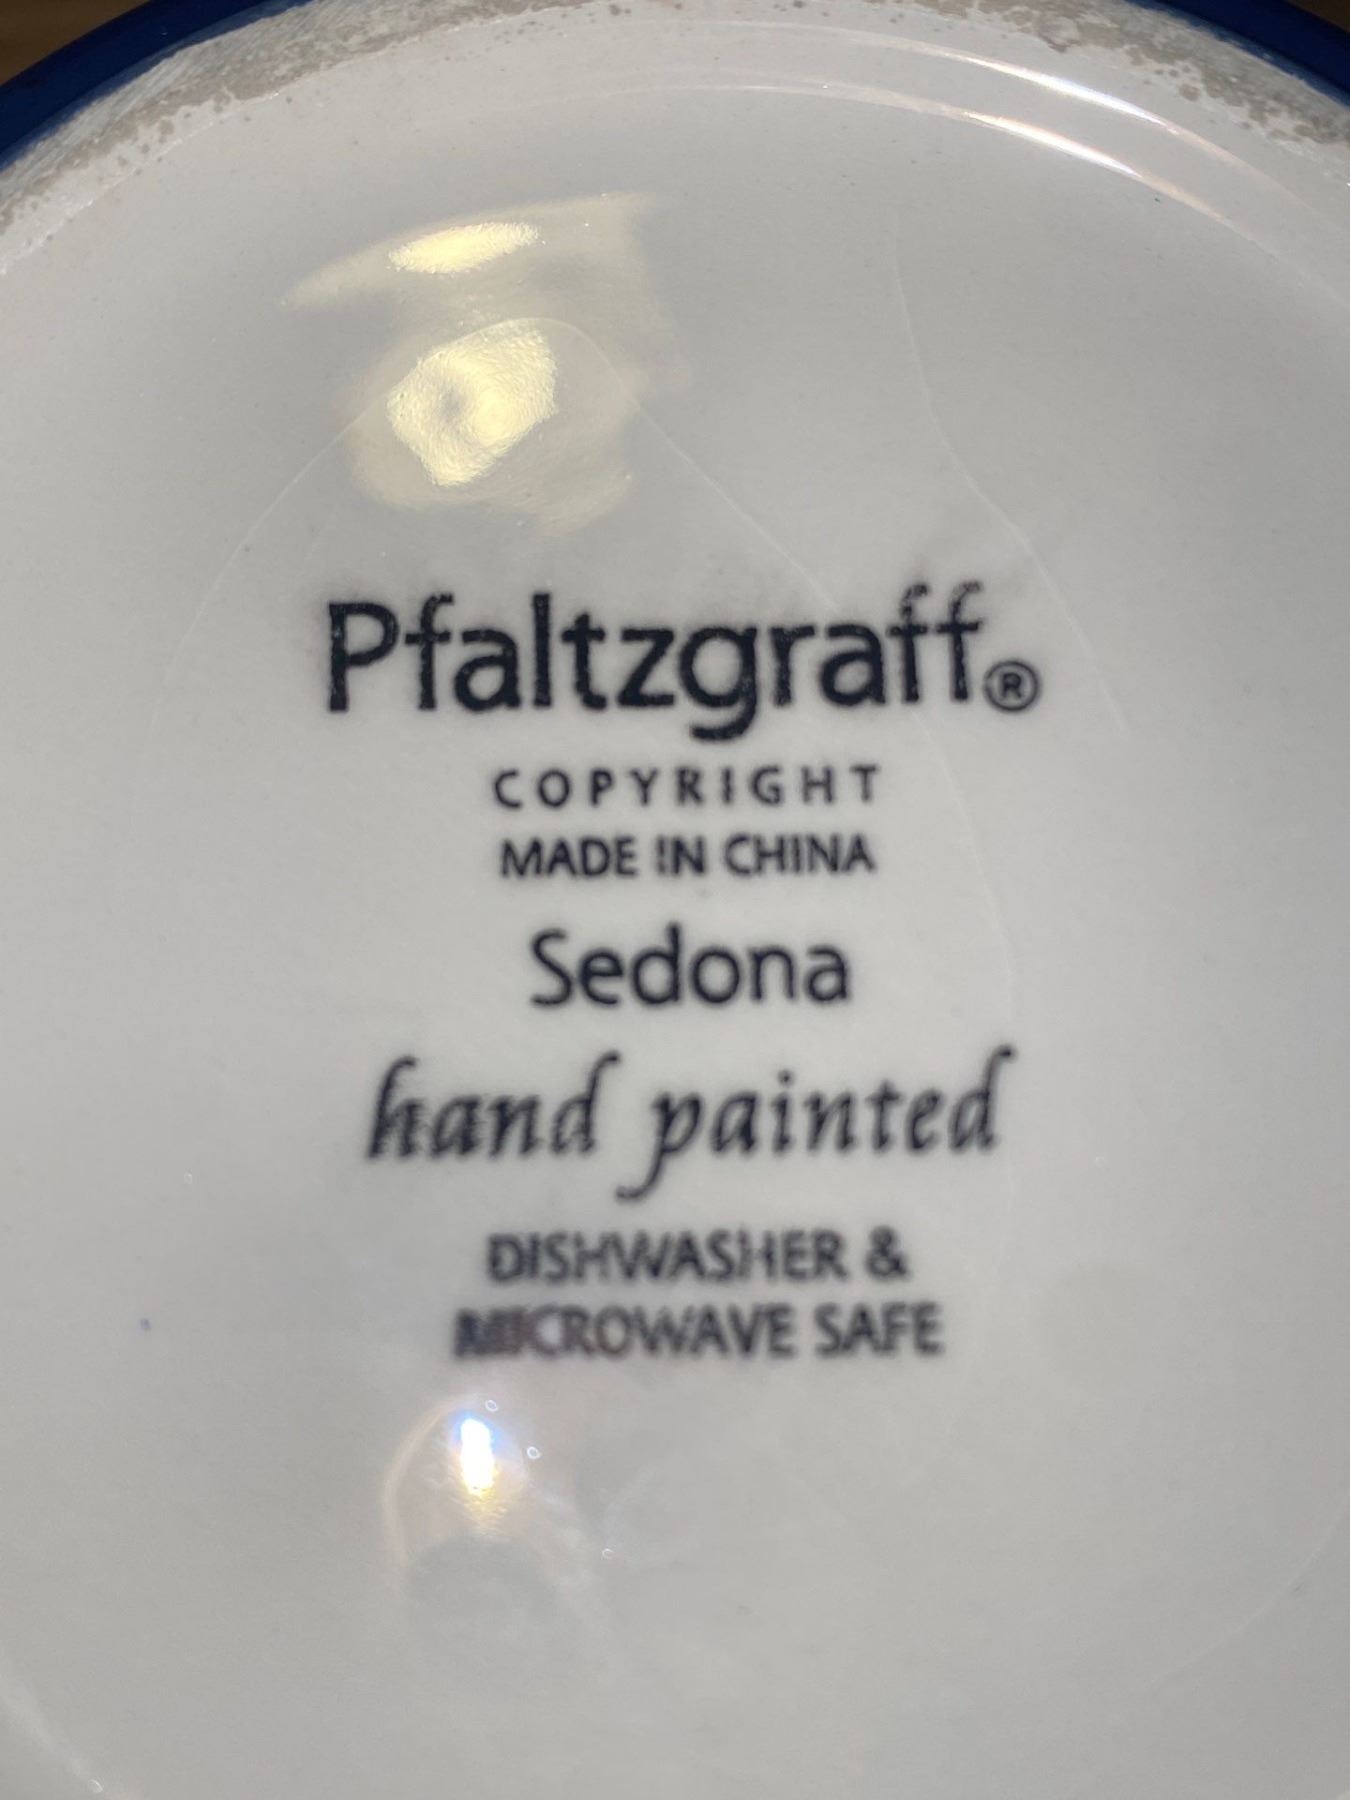 Pfaltzgraff®
COPYRIGHT
MADE IN CHINA
Sedona
hand painted
DISHWASHER &
MICROWAVE SAFE